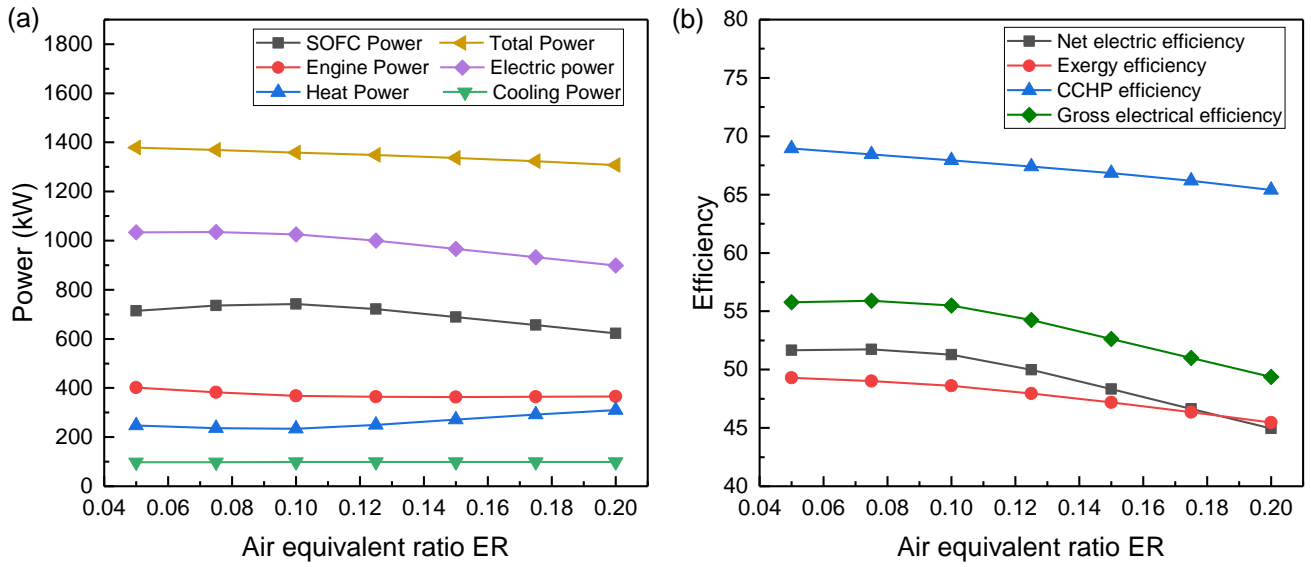 (a)
1800
1600
1400
1200
1000
800
600
400
200
0
Power (kW)
SOFC Power
Total Power
Engine Power
Electric power
Heat Power
Cooling Power
0.04 0.06 0.08 0.10 0.12 0.14 0.16 0.18 0.20
Air equivalent ratio ER
(b)
80
75
70
65
60
55
50
45
40
Efficiency
Net electric efficiency
Exergy efficiency
CCHP efficiency
Gross electrical efficiency
0.04 0.06 0.08 0.10 0.12 0.14 0.16 0.18 0.20
Air equivalent ratio ER